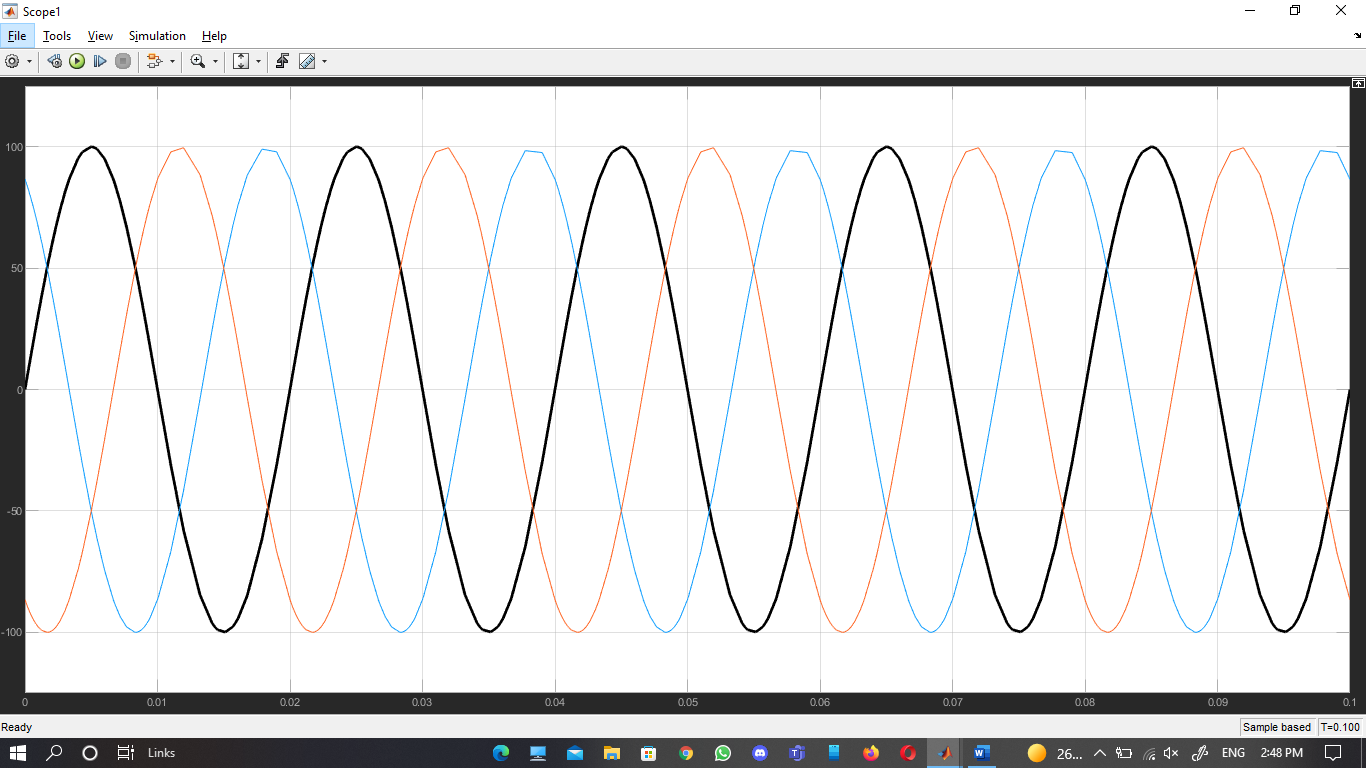 Scope1
File Tools View Simulation Help
100
50
0
-50
-100
0 0.01 0.02 0.03 0.04 0.05 0.06 0.07 0.08 0.09 0.1
Ready
Sample based T=0.100
Links 26... ENG 2:48 PM